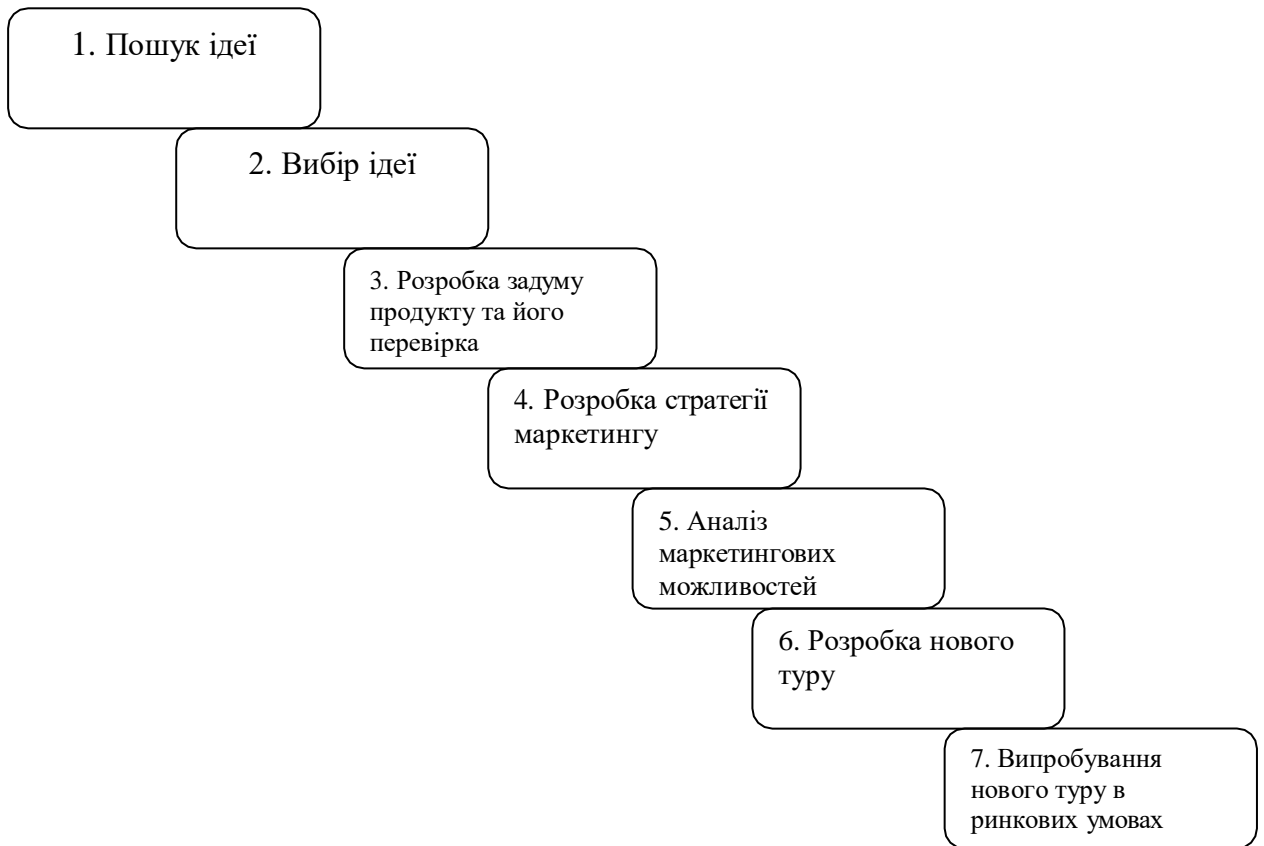 1. Пошук ідеї
2. Вибір ідеї
3. Розробка задуму
продукту та його
перевірка
4. Розробка стратегії
маркетингу
5. Аналіз
маркетингових
можливостей
6. Розробка нового
туру
7. Випробування
нового туру в
ринкових умовах